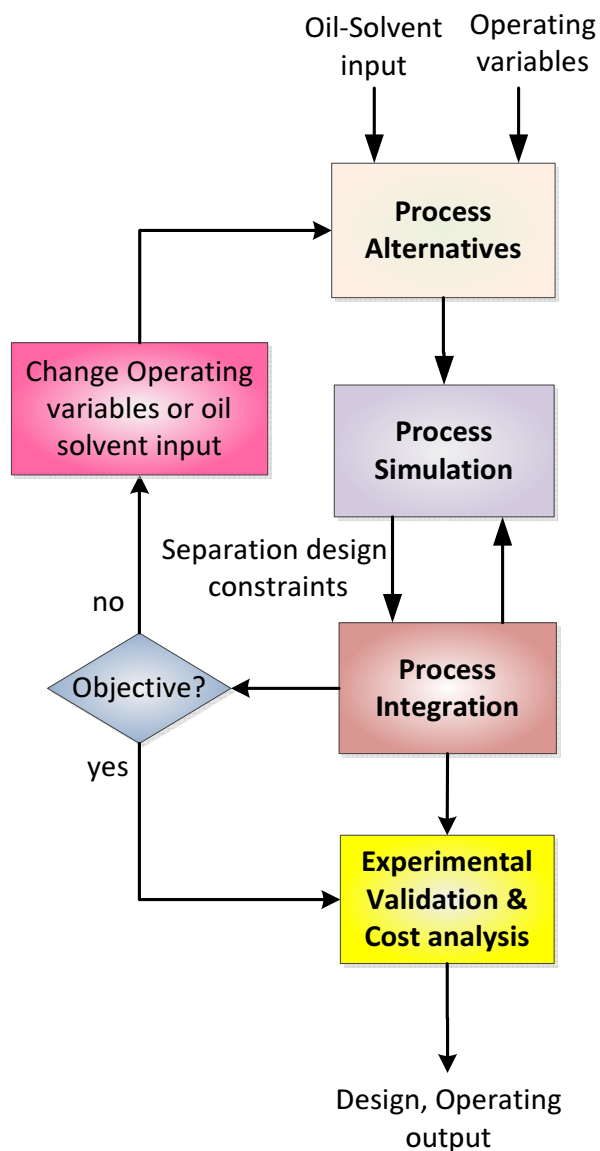 Oil-Solvent
input
Operating
variables
Process
Alternatives
Change Operating
variables or oil
solvent input
Process
Simulation
Separation design
constraints
no
Process
Integration
Objective?
yes
Experimental
Validation &
Cost analysis
Design, Operating
output